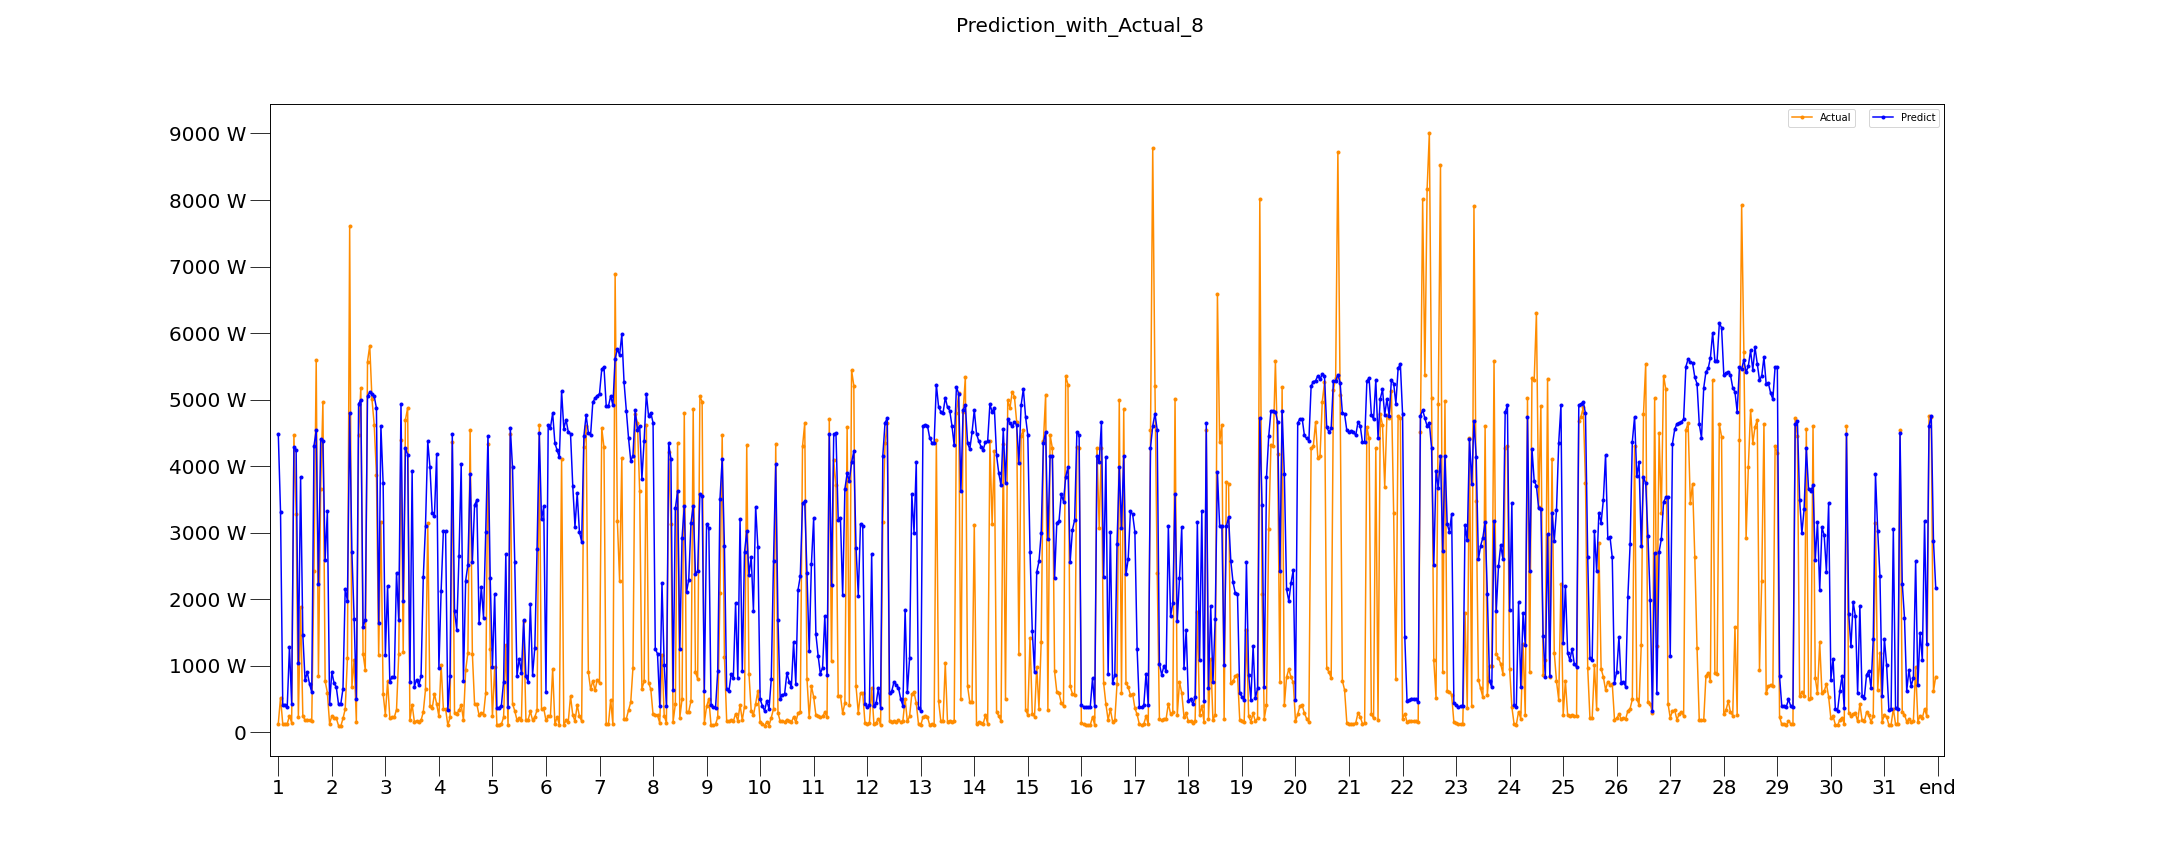 Prediction_with_Actual_8
Actual Predict
9000 W
8000 W
7000 W
6000 W
5000 W
4000 W
3000 W
2000 W
1000 W
0
1 2 3 4 5 6 7 8 9 10 11 12 13 14 15 16 17 18 19 20 21 22 23 24 25 26 27 28 29 30 31 end